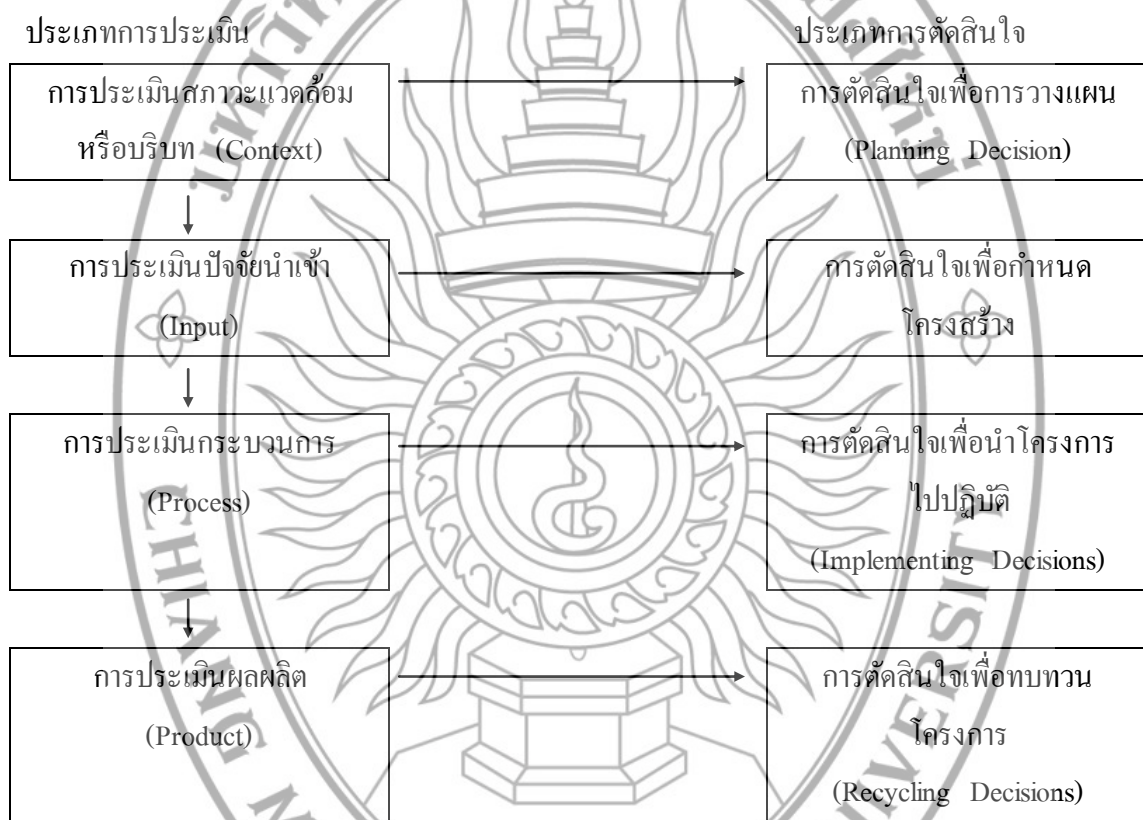 ประเภทการประเมิน
ประเภทการตัดสินใจ
การประเมินสภาวะแวดล้อม
หรือบริบท (Context)
การตัดสินใจเพื่อการวางแผน
(Planning Decision)
การประเมินปัจจัยนำเข้า
(Input)
การตัดสินใจเพื่อกำหนด
โครงสร้าง
การประเมินกระบวนการ
(Process)
การตัดสินใจเพื่อนำโครงการ
ไปปฏิบัติ
(Implementing Decisions)
การประเมินผลผลิต
(Product)
การตัดสินใจเพื่อทบทวน
โครงการ
(Recycling Decisions)